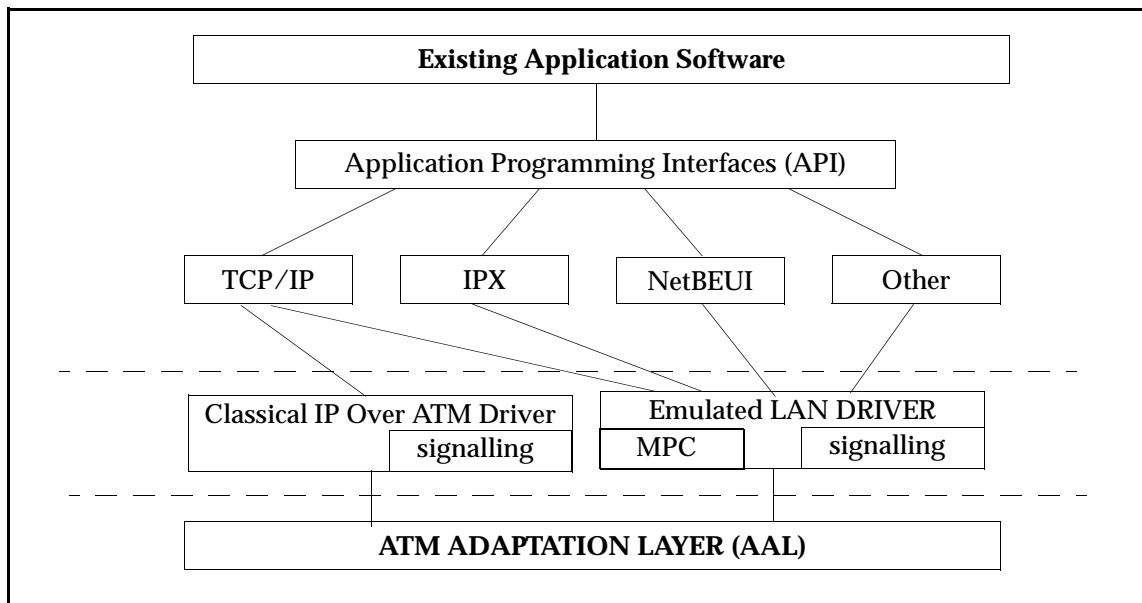 Existing Application Software
Application Programming Interfaces (API)
TCP/IP
IPX
NetBEUI
Other
Classical IP Over ATM Driver
signalling
Emulated LAN DRIVER
MPC
signalling
ATM ADAPTATION LAYER (AAL)